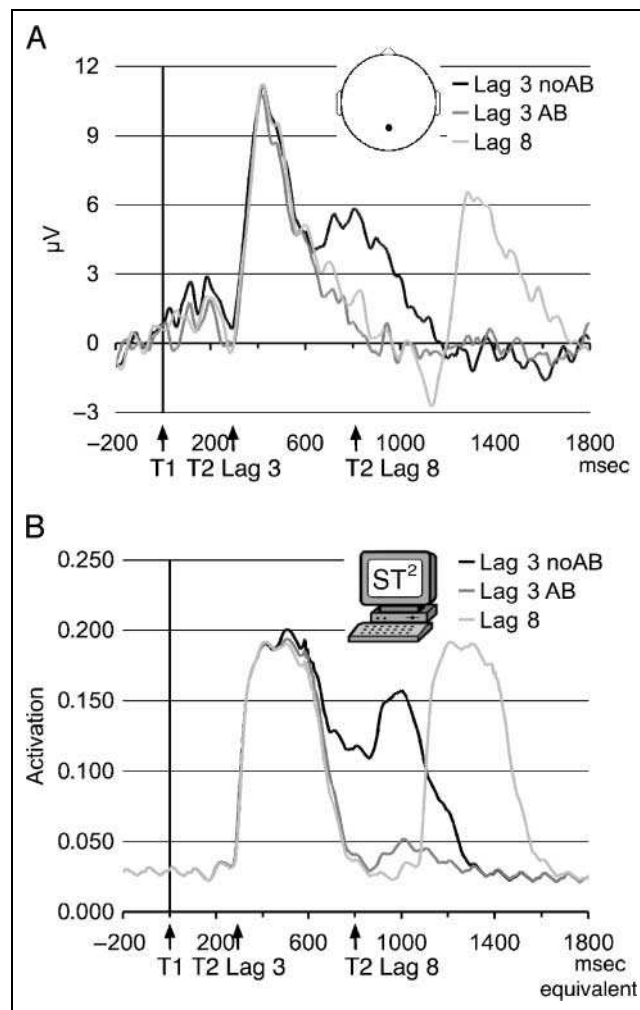 A
12
Lag 3 noAB
Lag 3 AB
Lag 8
9
6
µV
3
0
−3
−200 200 600 1000 1400 1800
T1 T2 Lag 3 T2 Lag 8 msec
B
0.250
ST²
Lag 3 noAB
Lag 3 AB
Lag 8
0.200
0.150
Activation
0.100
0.050
0.000
−200 200 600 1000 1400 1800
T1 T2 Lag 3 T2 Lag 8 msec
equivalent